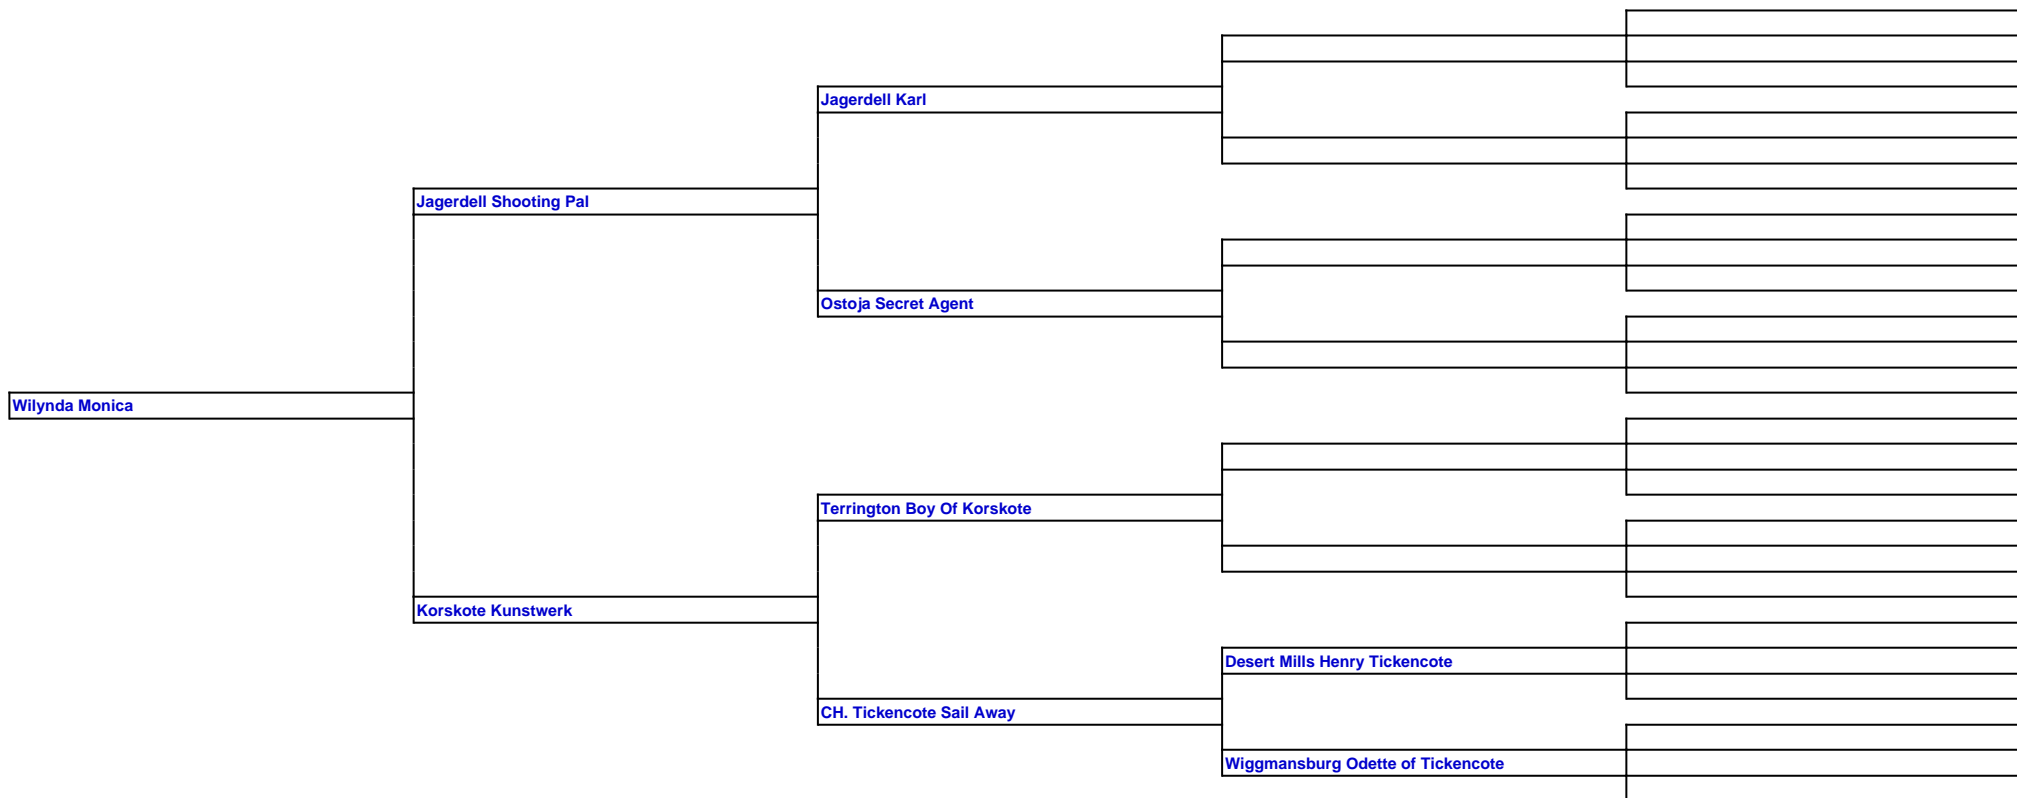 Jagerdell Karl
Jagerdell Shooting Pal
Ostoja Secret Agent
Wilynda Monica
Terrington Boy Of Korskote
Korskote Kunstwerk
Desert Mills Henry Tickencote
CH. Tickencote Sail Away
Wiggmansburg Odette of Tickencote